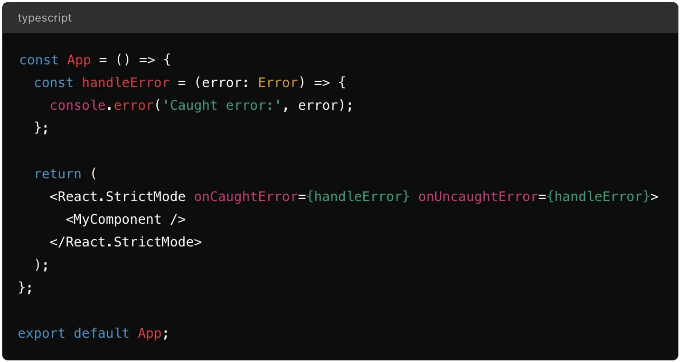 typescript
const App = () => {
  const handleError = (error: Error) => {
    console.error('Caught error:', error);
  };
  return (
    <React.StrictMode onCaughtError={handleError} onUncaughtError={handleError}>
      <MyComponent />
    </React.StrictMode>
  );
};
export default App;